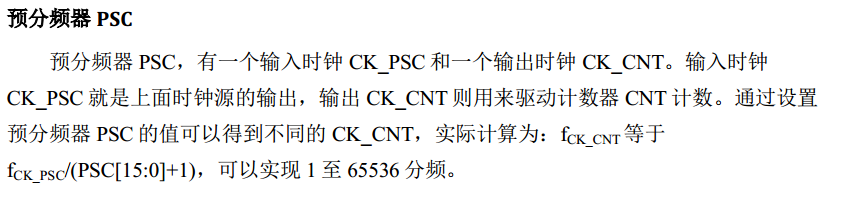 预分频器 PSC
预分频器 PSC，有一个输入时钟 CK_PSC 和一个输出时钟 CK_CNT。输入时钟
CK_PSC 就是上面时钟源的输出，输出 CK_CNT 则用来驱动计数器 CNT 计数。通过设置
预分频器 PSC 的值可以得到不同的 CK_CNT，实际计算为：fCK_CNT 等于
fCK_PSC/(PSC[15:0]+1)，可以实现 1 至 65536 分频。